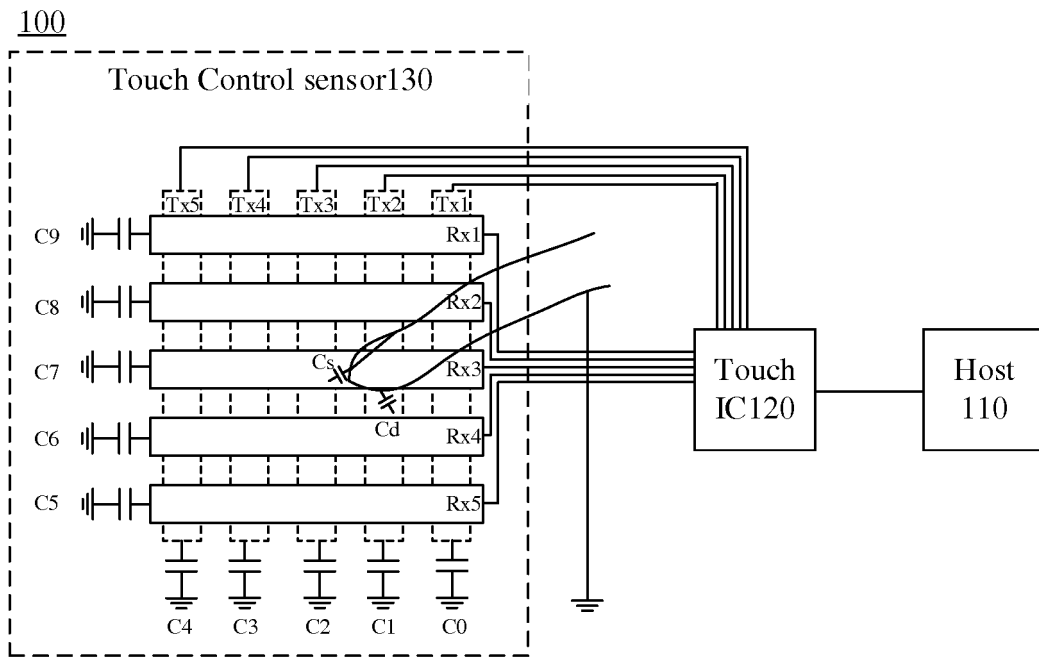 100
Touch Control sensor130
Tx5 Tx4 Tx3 Tx2 Tx1
C9 Rx1
C8 Rx2
C7 Cs Rx3
Cd
C6 Rx4
C5 Rx5
C4 C3 C2 C1 C0
Touch
IC120
Host
110